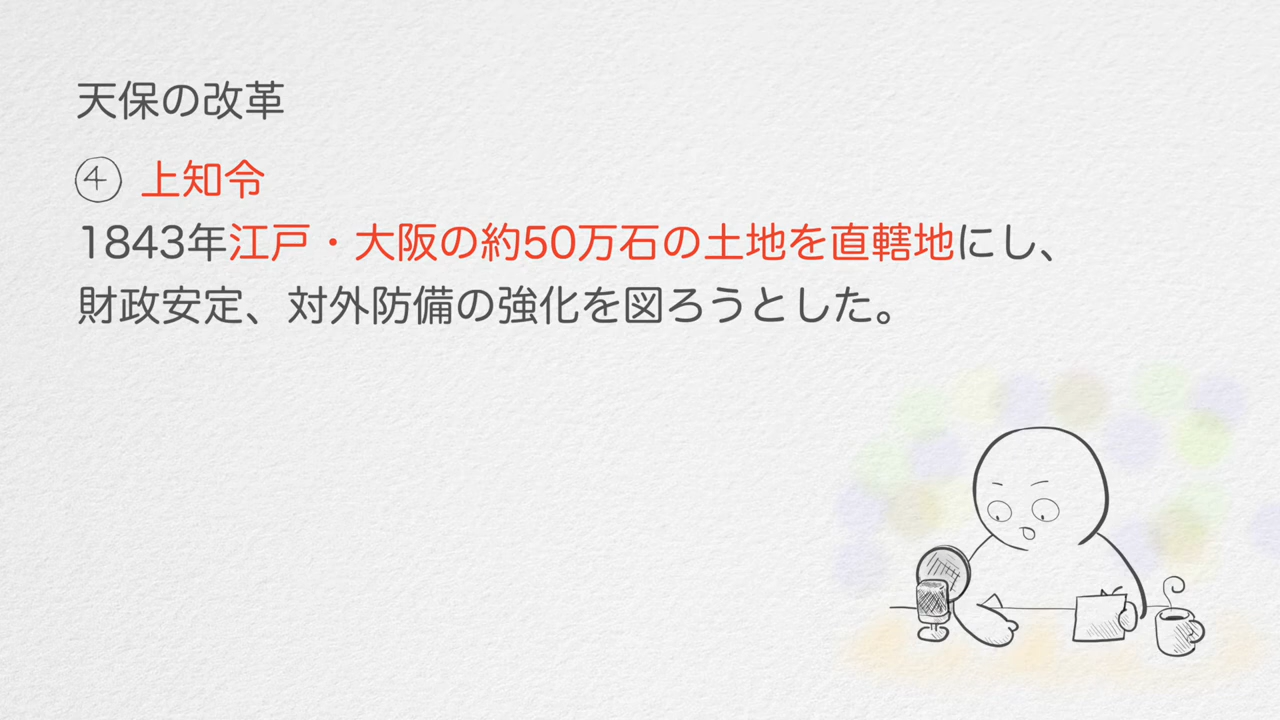 天保の改革
④ 上知令
1843年江戸・大阪の約50万石の土地を直轄地にし、
財政安定、対外防備の強化を図ろうとした。